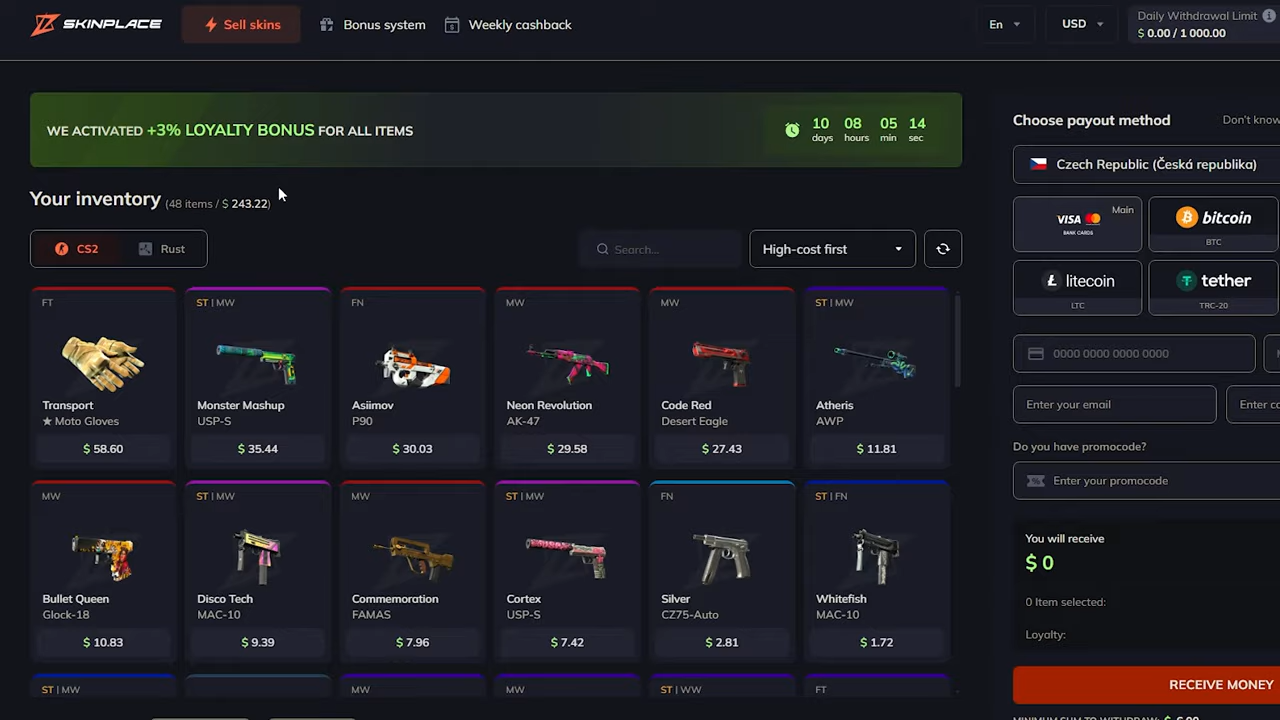 SKINPLACE
Sell skins
Bonus system
Weekly cashback
En
USD
Daily Withdrawal Limit
$ 0.00 / 1 000.00
WE ACTIVATED +3% LOYALTY BONUS FOR ALL ITEMS
10 08 05 14
days hours min sec
Your inventory (48 items / $ 243.22)
CS2
Rust
Search...
High-cost first
FT
Transport
★ Moto Gloves
$ 58.60
ST | MW
Monster Mashup
USP-S
$ 35.44
FN
Asiimov
P90
$ 30.03
MW
Neon Revolution
AK-47
$ 29.58
MW
Code Red
Desert Eagle
$ 27.43
ST | MW
Atheris
AWP
$ 11.81
MW
Bullet Queen
Glock-18
$ 10.83
ST | MW
Disco Tech
MAC-10
$ 9.39
MW
Commemoration
FAMAS
$ 7.96
ST | MW
Cortex
USP-S
$ 7.42
FN
Silver
CZ75-Auto
$ 2.81
ST | FN
Whitefish
MAC-10
$ 1.72
ST | MW
MW
MW
ST | WW
FT
Choose payout method
Don't know
Czech Republic (Česká republika)
VISA
BANK CARDS
Main
bitcoin
BTC
litecoin
LTC
tether
TRC-20
0000 0000 0000 0000
Enter your email
Enter co
Do you have promocode?
Enter your promocode
You will receive
$ 0
0 Item selected:
Loyalty:
RECEIVE MONEY
MINIMUM SUM TO WITHDRAW: $